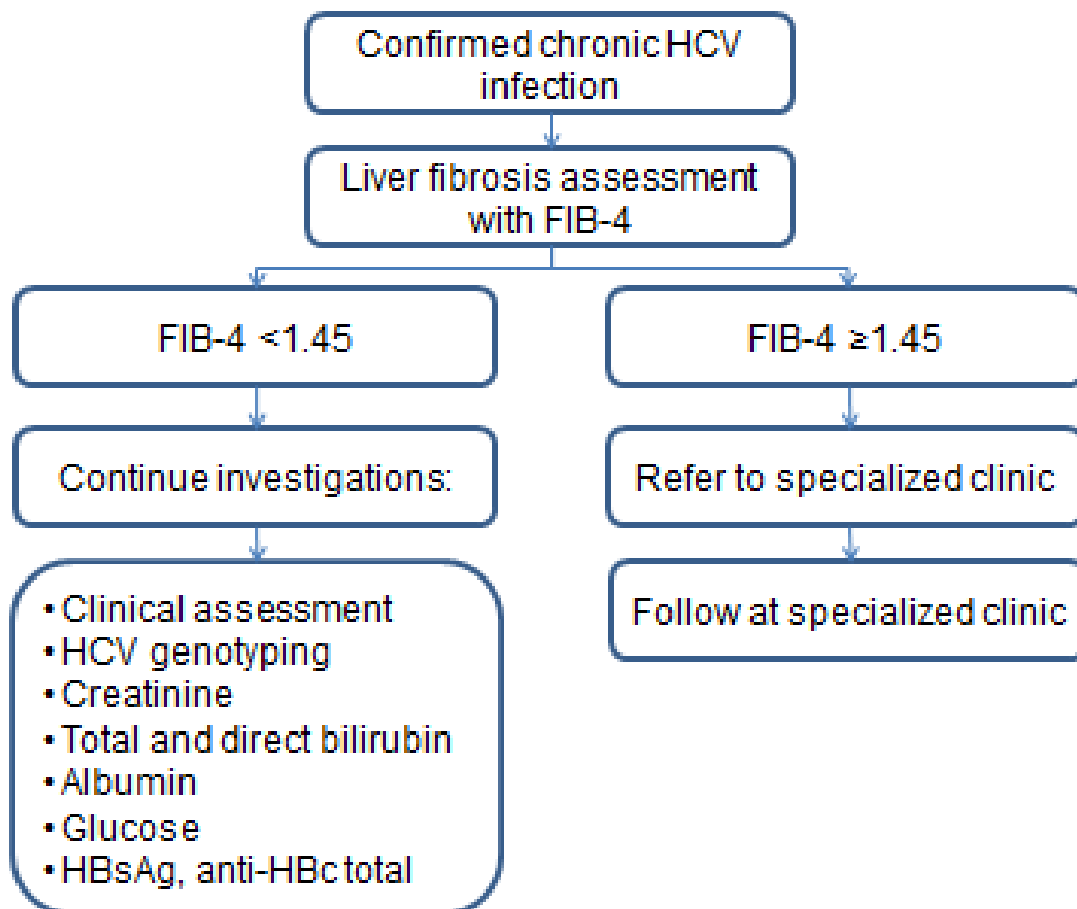 Confirmed chronic HCV
infection
Liver fibrosis assessment
with FIB-4
FIB-4 <1.45
FIB-4 ≥1.45
Continue investigations:
Refer to specialized clinic
• Clinical assessment
• HCV genotyping
• Creatinine
• Total and direct bilirubin
• Albumin
• Glucose
• HBsAg, anti-HBc total
Follow at specialized clinic